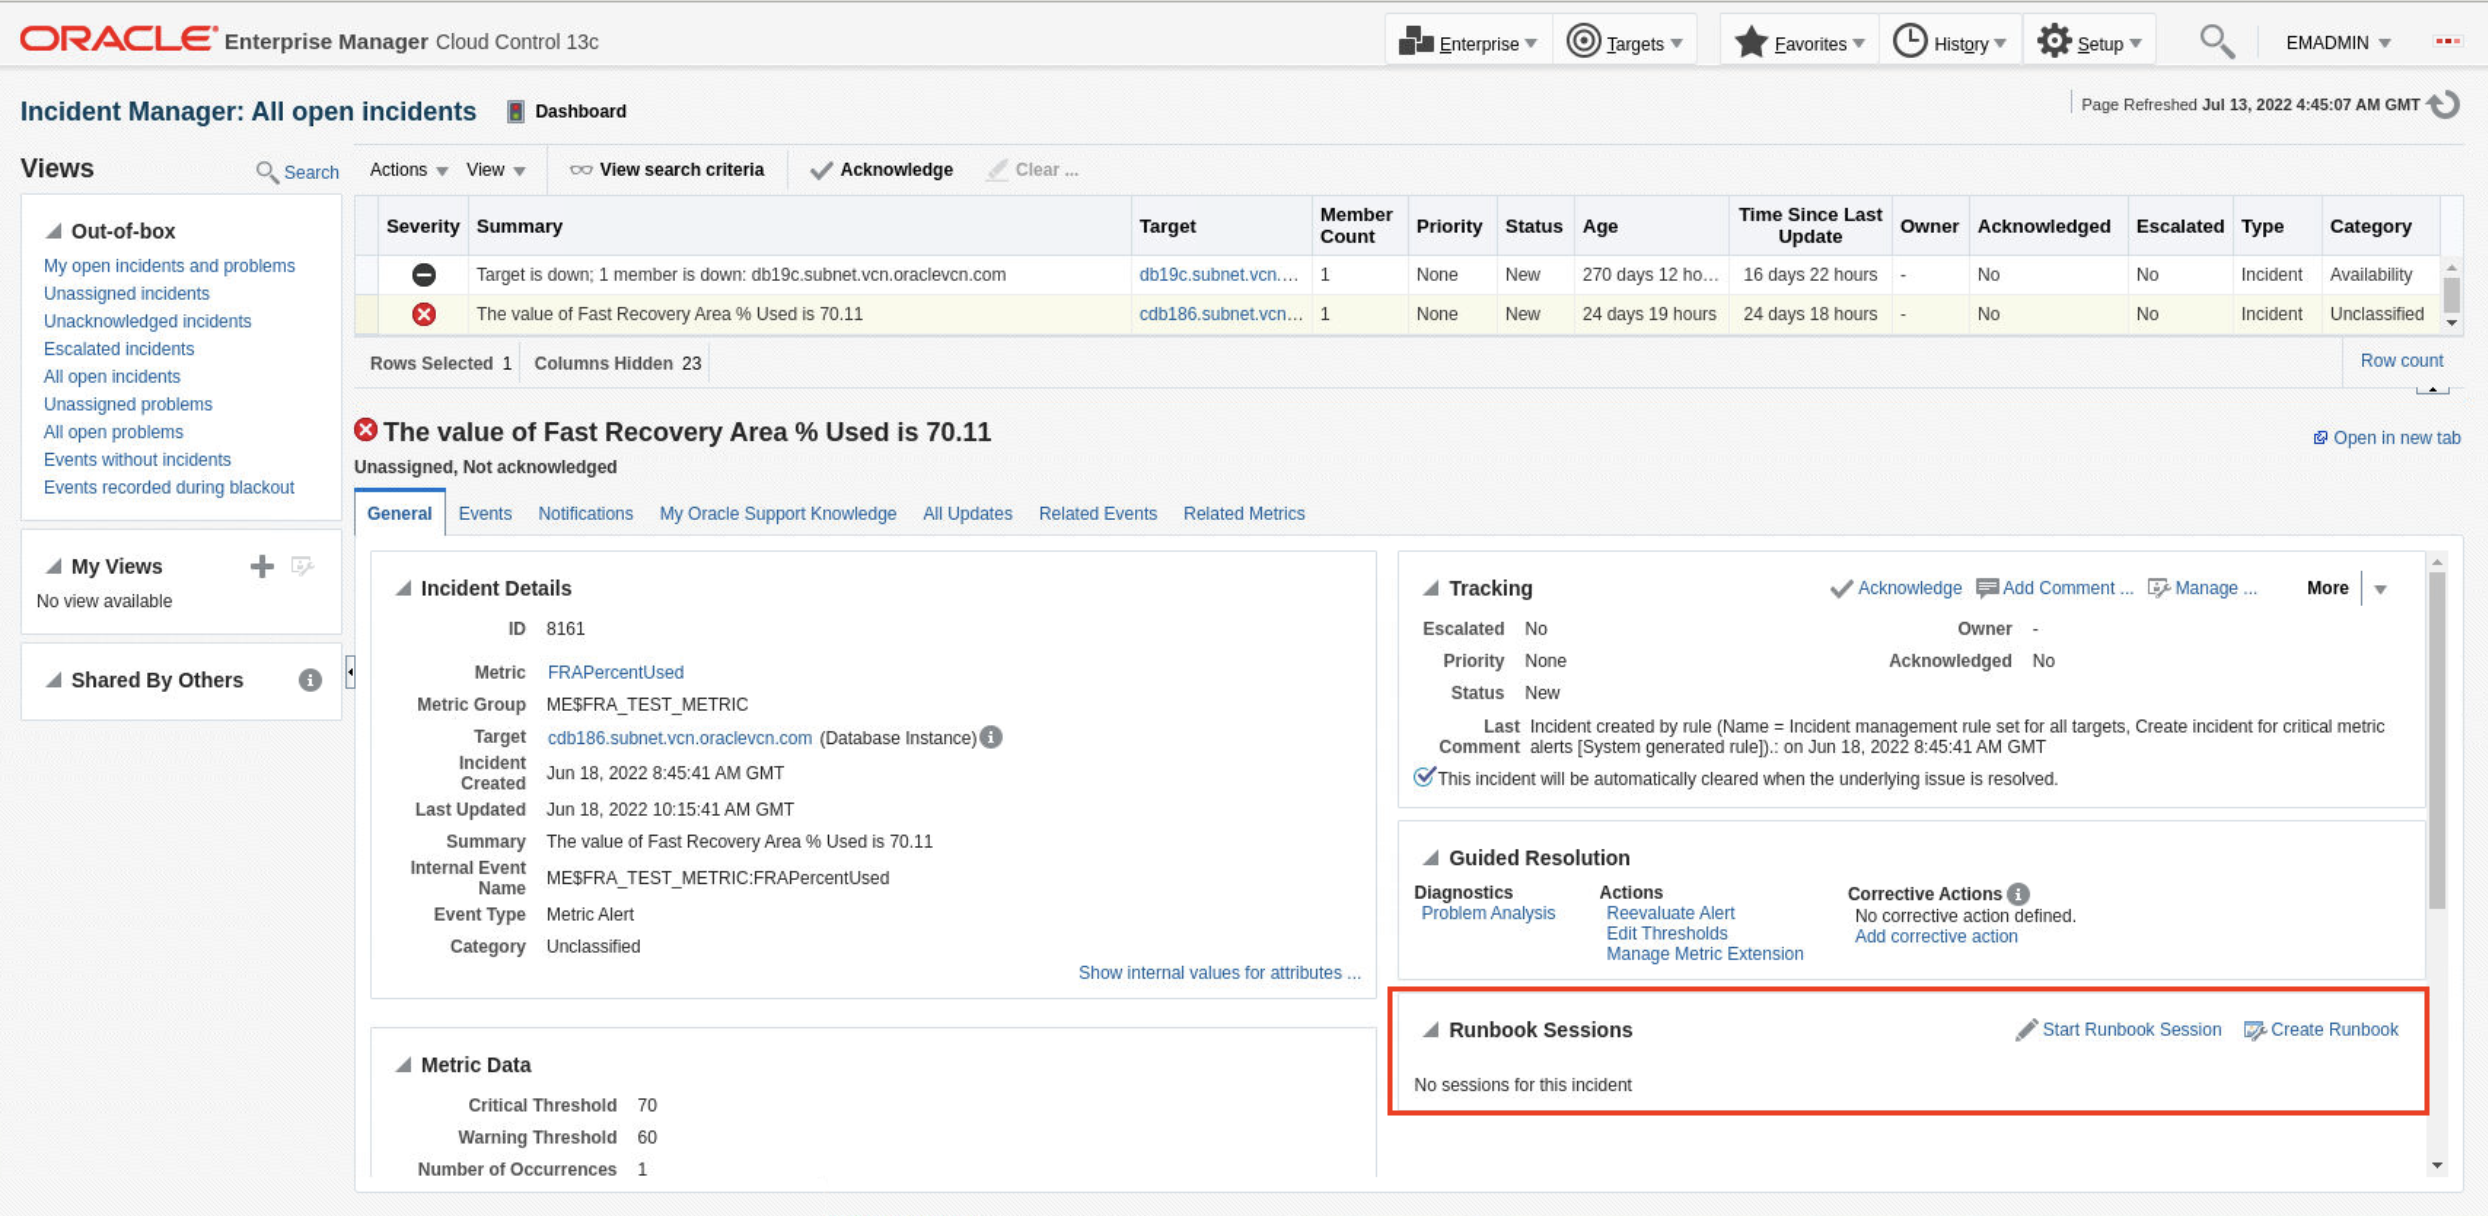 ORACLE Enterprise Manager Cloud Control 13c
Enterprise Targets Favorites History Setup EMADMIN
Incident Manager: All open incidents Dashboard
Page Refreshed Jul 13, 2022 4:45:07 AM GMT
Views Search
Out-of-box
My open incidents and problems
Unassigned incidents
Unacknowledged incidents
Escalated incidents
All open incidents
Unassigned problems
All open problems
Events without incidents
Events recorded during blackout
My Views
No view available
Shared By Others
Actions View View search criteria Acknowledge Clear ...
Severity Summary Target Member Count Priority Status Age Time Since Last Update Owner Acknowledged Escalated Type Category
Target is down; 1 member is down: db19c.subnet.vcn.oraclevcn.com db19c.subnet.vcn.... 1 None New 270 days 12 ho... 16 days 22 hours - No No Incident Availability
The value of Fast Recovery Area % Used is 70.11 cdb186.subnet.vcn... 1 None New 24 days 19 hours 24 days 18 hours - No No Incident Unclassified
Rows Selected 1 Columns Hidden 23 Row count
The value of Fast Recovery Area % Used is 70.11
Open in new tab
Unassigned, Not acknowledged
General Events Notifications My Oracle Support Knowledge All Updates Related Events Related Metrics
Incident Details
ID 8161
Metric FRAPercentUsed
Metric Group ME$FRA_TEST_METRIC
Target cdb186.subnet.vcn.oraclevcn.com (Database Instance)
Incident Created Jun 18, 2022 8:45:41 AM GMT
Last Updated Jun 18, 2022 10:15:41 AM GMT
Summary The value of Fast Recovery Area % Used is 70.11
Internal Event Name ME$FRA_TEST_METRIC:FRAPercentUsed
Event Type Metric Alert
Category Unclassified
Show internal values for attributes ...
Metric Data
Critical Threshold 70
Warning Threshold 60
Number of Occurrences 1
Tracking Acknowledge Add Comment ... Manage ... More
Escalated No Owner -
Priority None Acknowledged No
Status New
Last Comment Incident created by rule (Name = Incident management rule set for all targets, Create incident for critical metric
alerts [System generated rule]).: on Jun 18, 2022 8:45:41 AM GMT
This incident will be automatically cleared when the underlying issue is resolved.
Guided Resolution
Diagnostics
Problem Analysis
Actions
Reevaluate Alert
Edit Thresholds
Manage Metric Extension
Corrective Actions
No corrective action defined.
Add corrective action
Runbook Sessions Start Runbook Session Create Runbook
No sessions for this incident